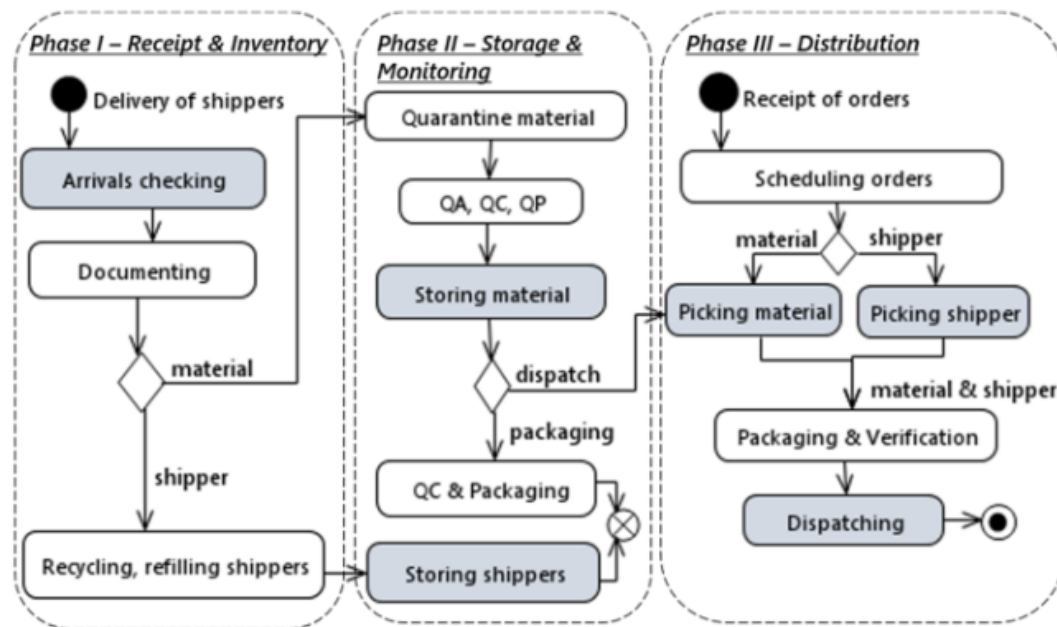 Phase I – Receipt & Inventory
Delivery of shippers
Arrivals checking
Documenting
material
shipper
Recycling, refilling shippers
Phase II – Storage &
Monitoring
Quarantine material
QA, QC, QP
Storing material
dispatch
packaging
QC & Packaging
Storing shippers
Phase III – Distribution
Receipt of orders
Scheduling orders
material
shipper
Picking material
Picking shipper
material & shipper
Packaging & Verification
Dispatching